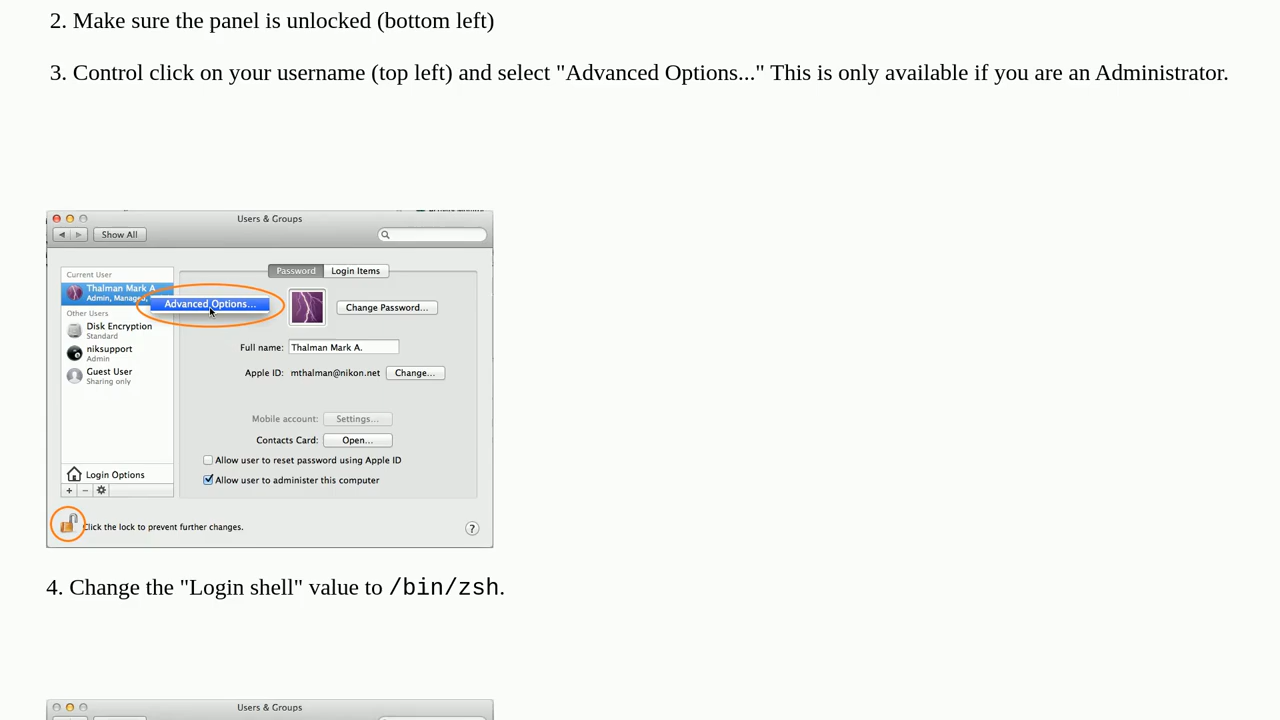 2. Make sure the panel is unlocked (bottom left)
3. Control click on your username (top left) and select "Advanced Options..." This is only available if you are an Administrator.
Users & Groups
Show All
Current User
Password
Login Items
Thalman Mark A.
Admin, Managed,
Advanced Options...
Change Password...
Other Users
Disk Encryption
Standard
niksupport
Admin
Full name: Thalman Mark A.
Guest User
Sharing only
Apple ID: mthalman@nikon.net Change...
Mobile account: Settings...
Contacts Card: Open...
Allow user to reset password using Apple ID
Login Options
Allow user to administer this computer
+ −
Click the lock to prevent further changes. ?
4. Change the "Login shell" value to /bin/zsh.
Users & Groups